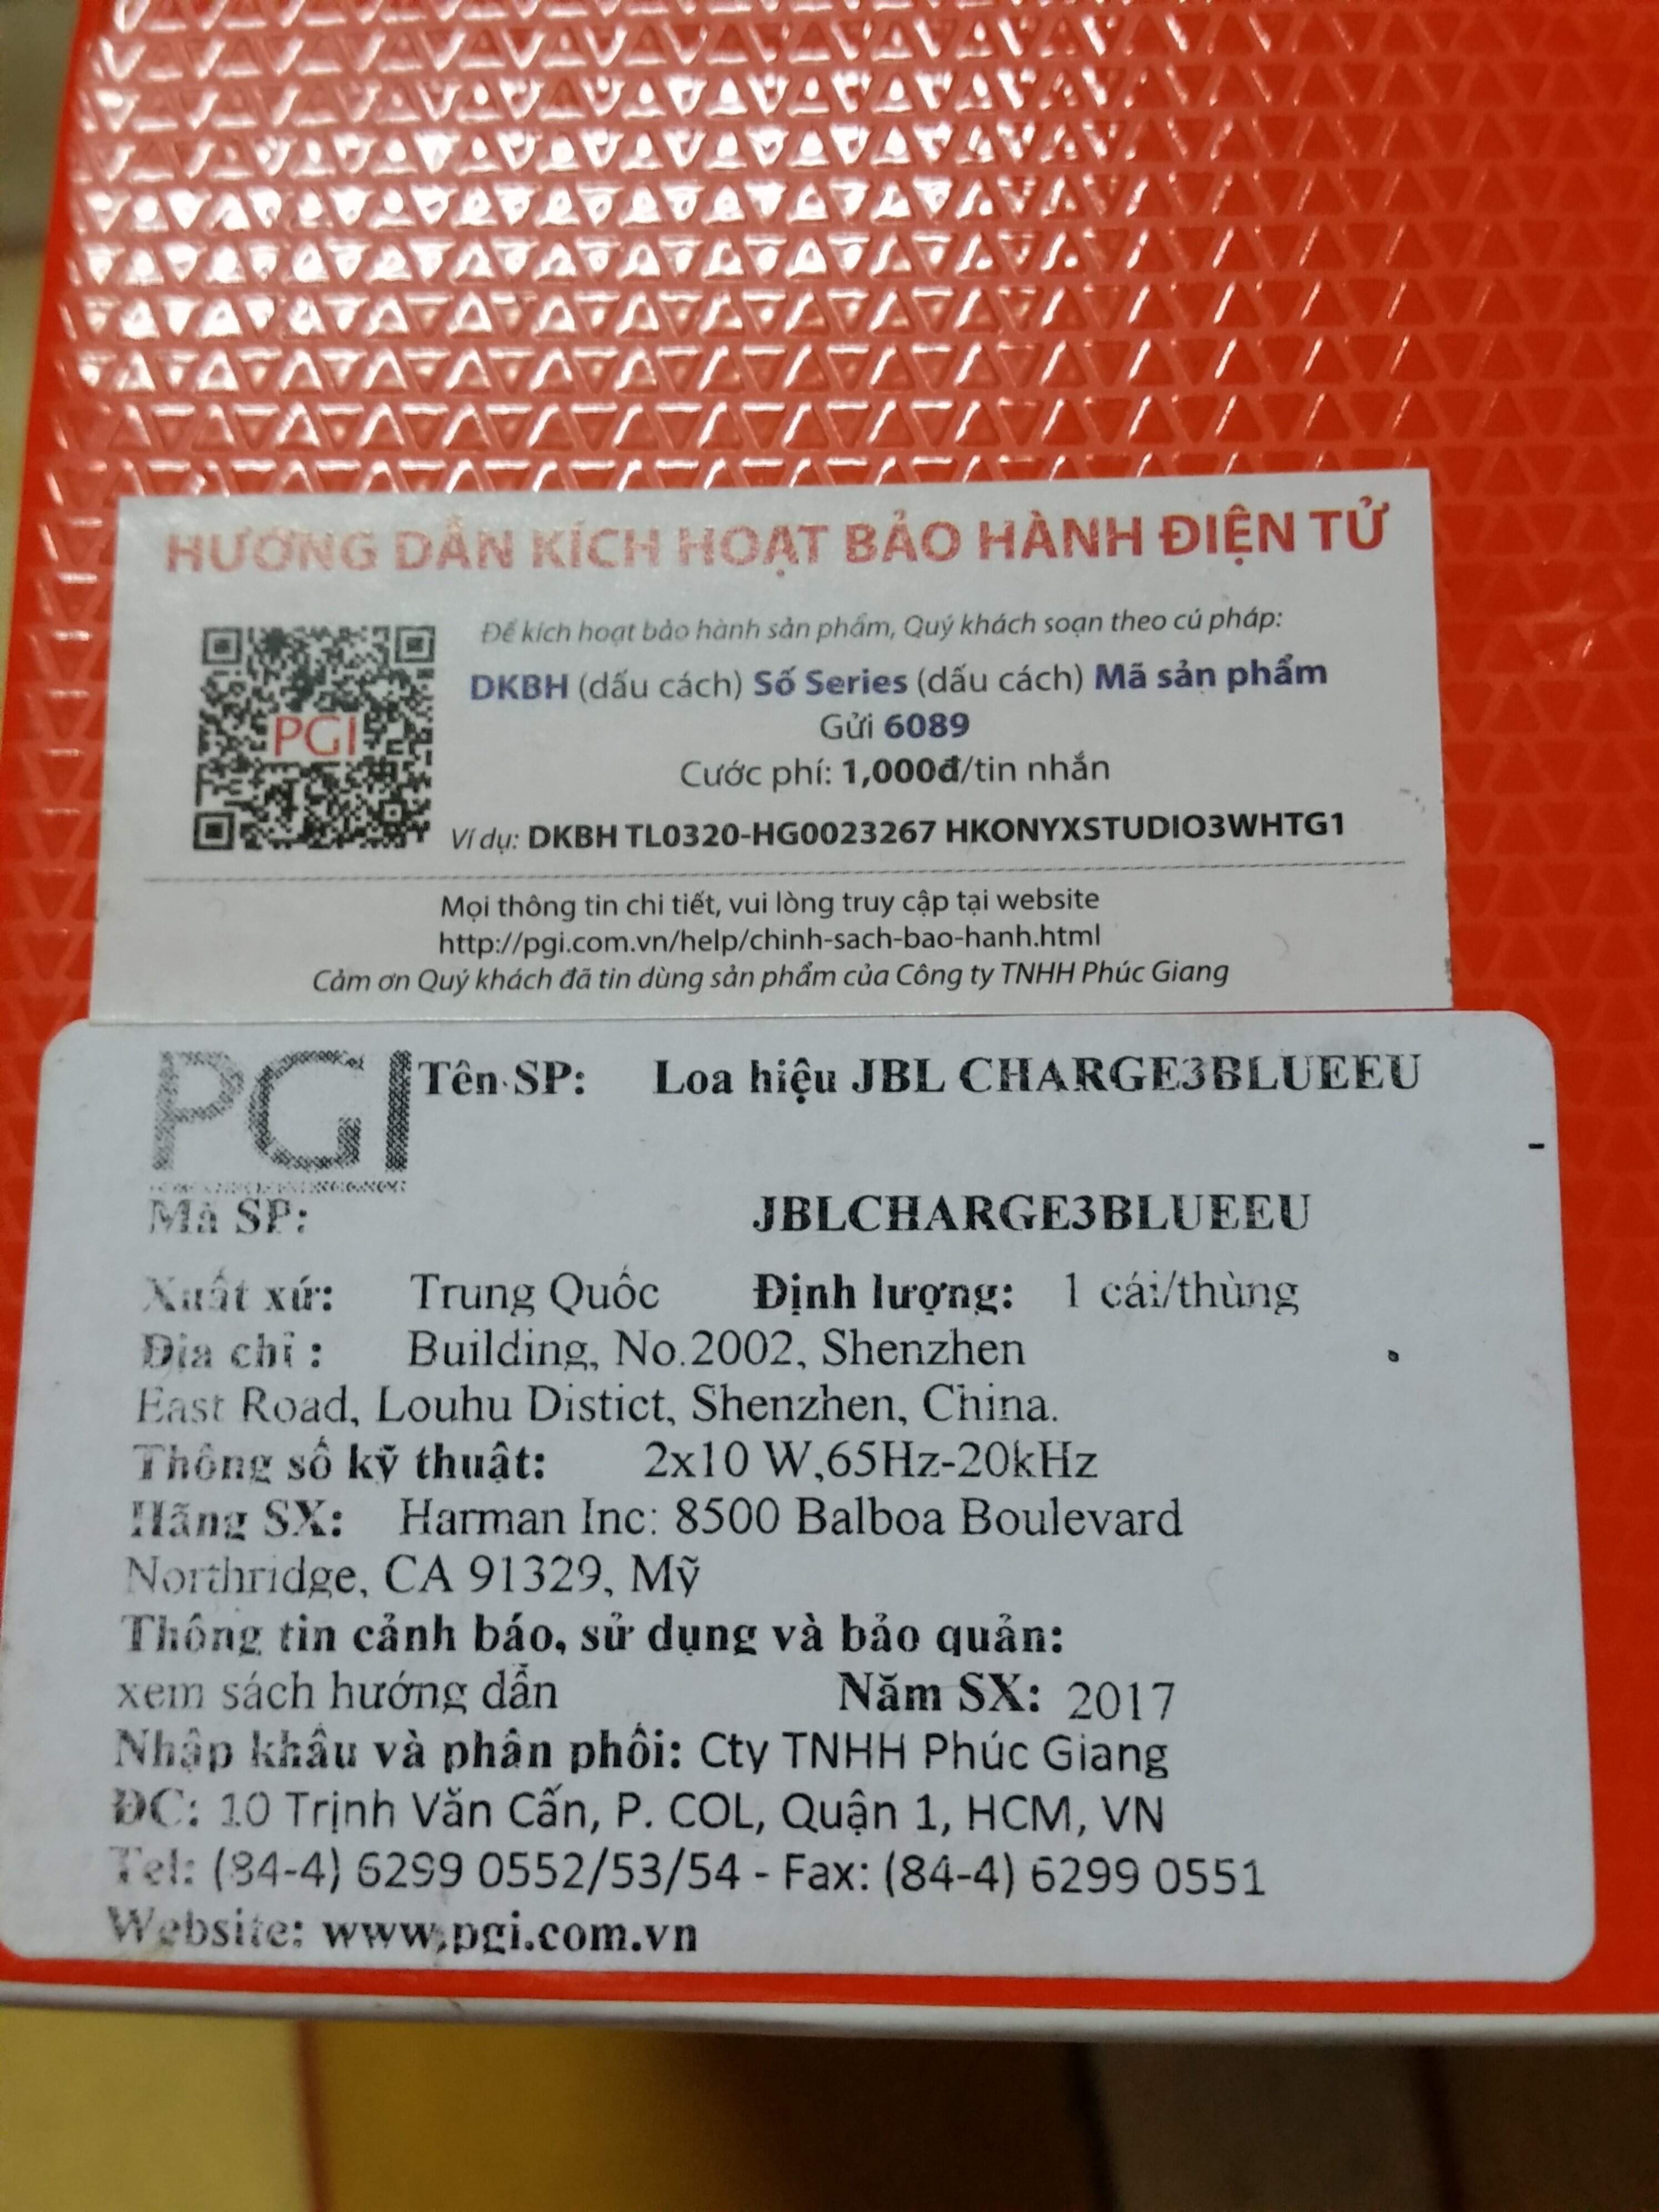 HƯỚNG DẪN KÍCH HOẠT BẢO HÀNH ĐIỆN TỬ
Để kích hoạt bảo hành sản phẩm, Quý khách soạn theo cú pháp:
DKBH (dấu cách) Số Series (dấu cách) Mã sản phẩm
PGI
Gửi 6089
Cước phí: 1,000đ/tin nhắn
Ví dụ: DKBH TL0320-HG0023267 HKONYXSTUDIO3WHTG1
Mọi thông tin chi tiết, vui lòng truy cập tại website
http://pgi.com.vn/help/chinh-sach-bao-hanh.html
Cảm ơn Quý khách đã tin dùng sản phẩm của Công ty TNHH Phúc Giang
PGI Tên SP: Loa hiệu JBL CHARGE3BLUEEU
Mã SP: JBLCHARGE3BLUEEU
Xuất xứ: Trung Quốc Định lượng: 1 cái/thùng
Địa chỉ : Building, No.2002, Shenzhen
East Road, Louhu Distict, Shenzhen, China.
Thông số kỹ thuật: 2x10 W,65Hz-20kHz
Hãng SX: Harman Inc: 8500 Balboa Boulevard
Northridge, CA 91329, Mỹ
Thông tin cảnh báo, sử dụng và bảo quản:
xem sách hướng dẫn Năm SX: 2017
Nhập khẩu và phân phối: Cty TNHH Phúc Giang
ĐC: 10 Trịnh Văn Cấn, P. COL, Quận 1, HCM, VN
Tel: (84-4) 6299 0552/53/54 - Fax: (84-4) 6299 0551
Website: www.pgi.com.vn